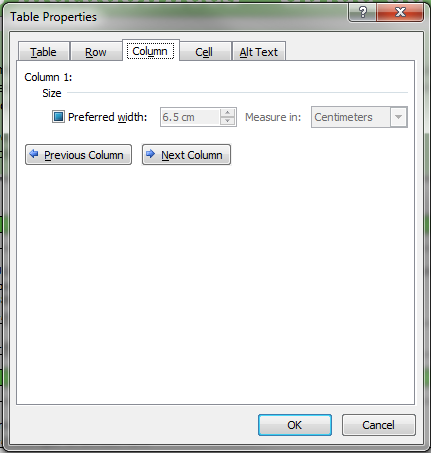 Table Properties
Table Row Column Cell Alt Text
Column 1:
Size
Preferred width: 6.5 cm Measure in: Centimeters
Previous Column Next Column
OK Cancel